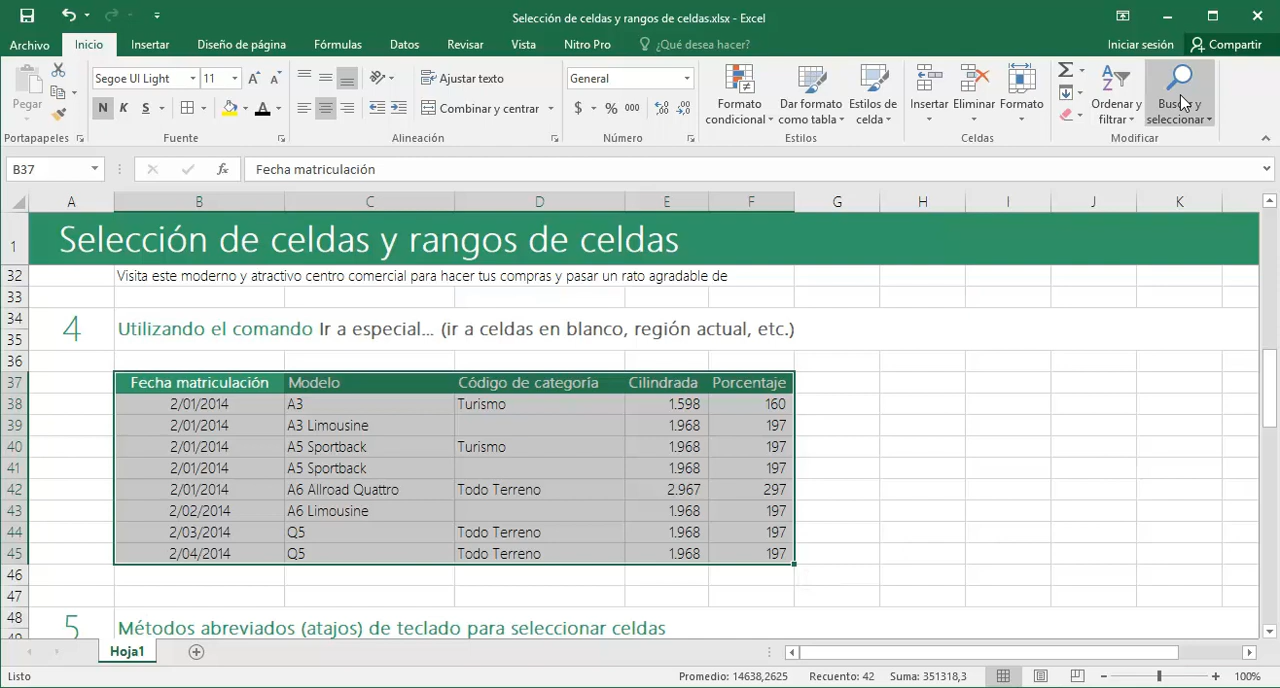 Selección de celdas y rangos de celdas.xlsx - Excel
Archivo Inicio Insertar Diseño de página Fórmulas Datos Revisar Vista Nitro Pro ¿Qué desea hacer? Iniciar sesión Compartir
Pegar
Segoe UI Light 11
N K S
Ajustar texto
Combinar y centrar
General
$ % 000
Formato condicional
Dar formato como tabla
Estilos de celda
Insertar Eliminar Formato
Ordenar y filtrar
seleccionar
Portapapeles Fuente Alineación Número Estilos Celdas Modificar
B37 fx Fecha matriculación
A B C D E F G H I J K
1 Selección de celdas y rangos de celdas
32 Visita este moderno y atractivo centro comercial para hacer tus compras y pasar un rato agradable de
33
34
4 Utilizando el comando Ir a especial... (ir a celdas en blanco, región actual, etc.)
35
36
37 Fecha matriculación Modelo Código de categoría Cilindrada Porcentaje
38 2/01/2014 A3 Turismo 1.598 160
39 2/01/2014 A3 Limousine 1.968 197
40 2/01/2014 A5 Sportback Turismo 1.968 197
41 2/01/2014 A5 Sportback 1.968 197
42 2/01/2014 A6 Allroad Quattro Todo Terreno 2.967 297
43 2/02/2014 A6 Limousine 1.968 197
44 2/03/2014 Q5 Todo Terreno 1.968 197
45 2/04/2014 Q5 Todo Terreno 1.968 197
46
47
48 5 Métodos abreviados (atajos) de teclado para seleccionar celdas
Hoja1
Listo Promedio: 14638,2625 Recuento: 42 Suma: 351318,3 100%